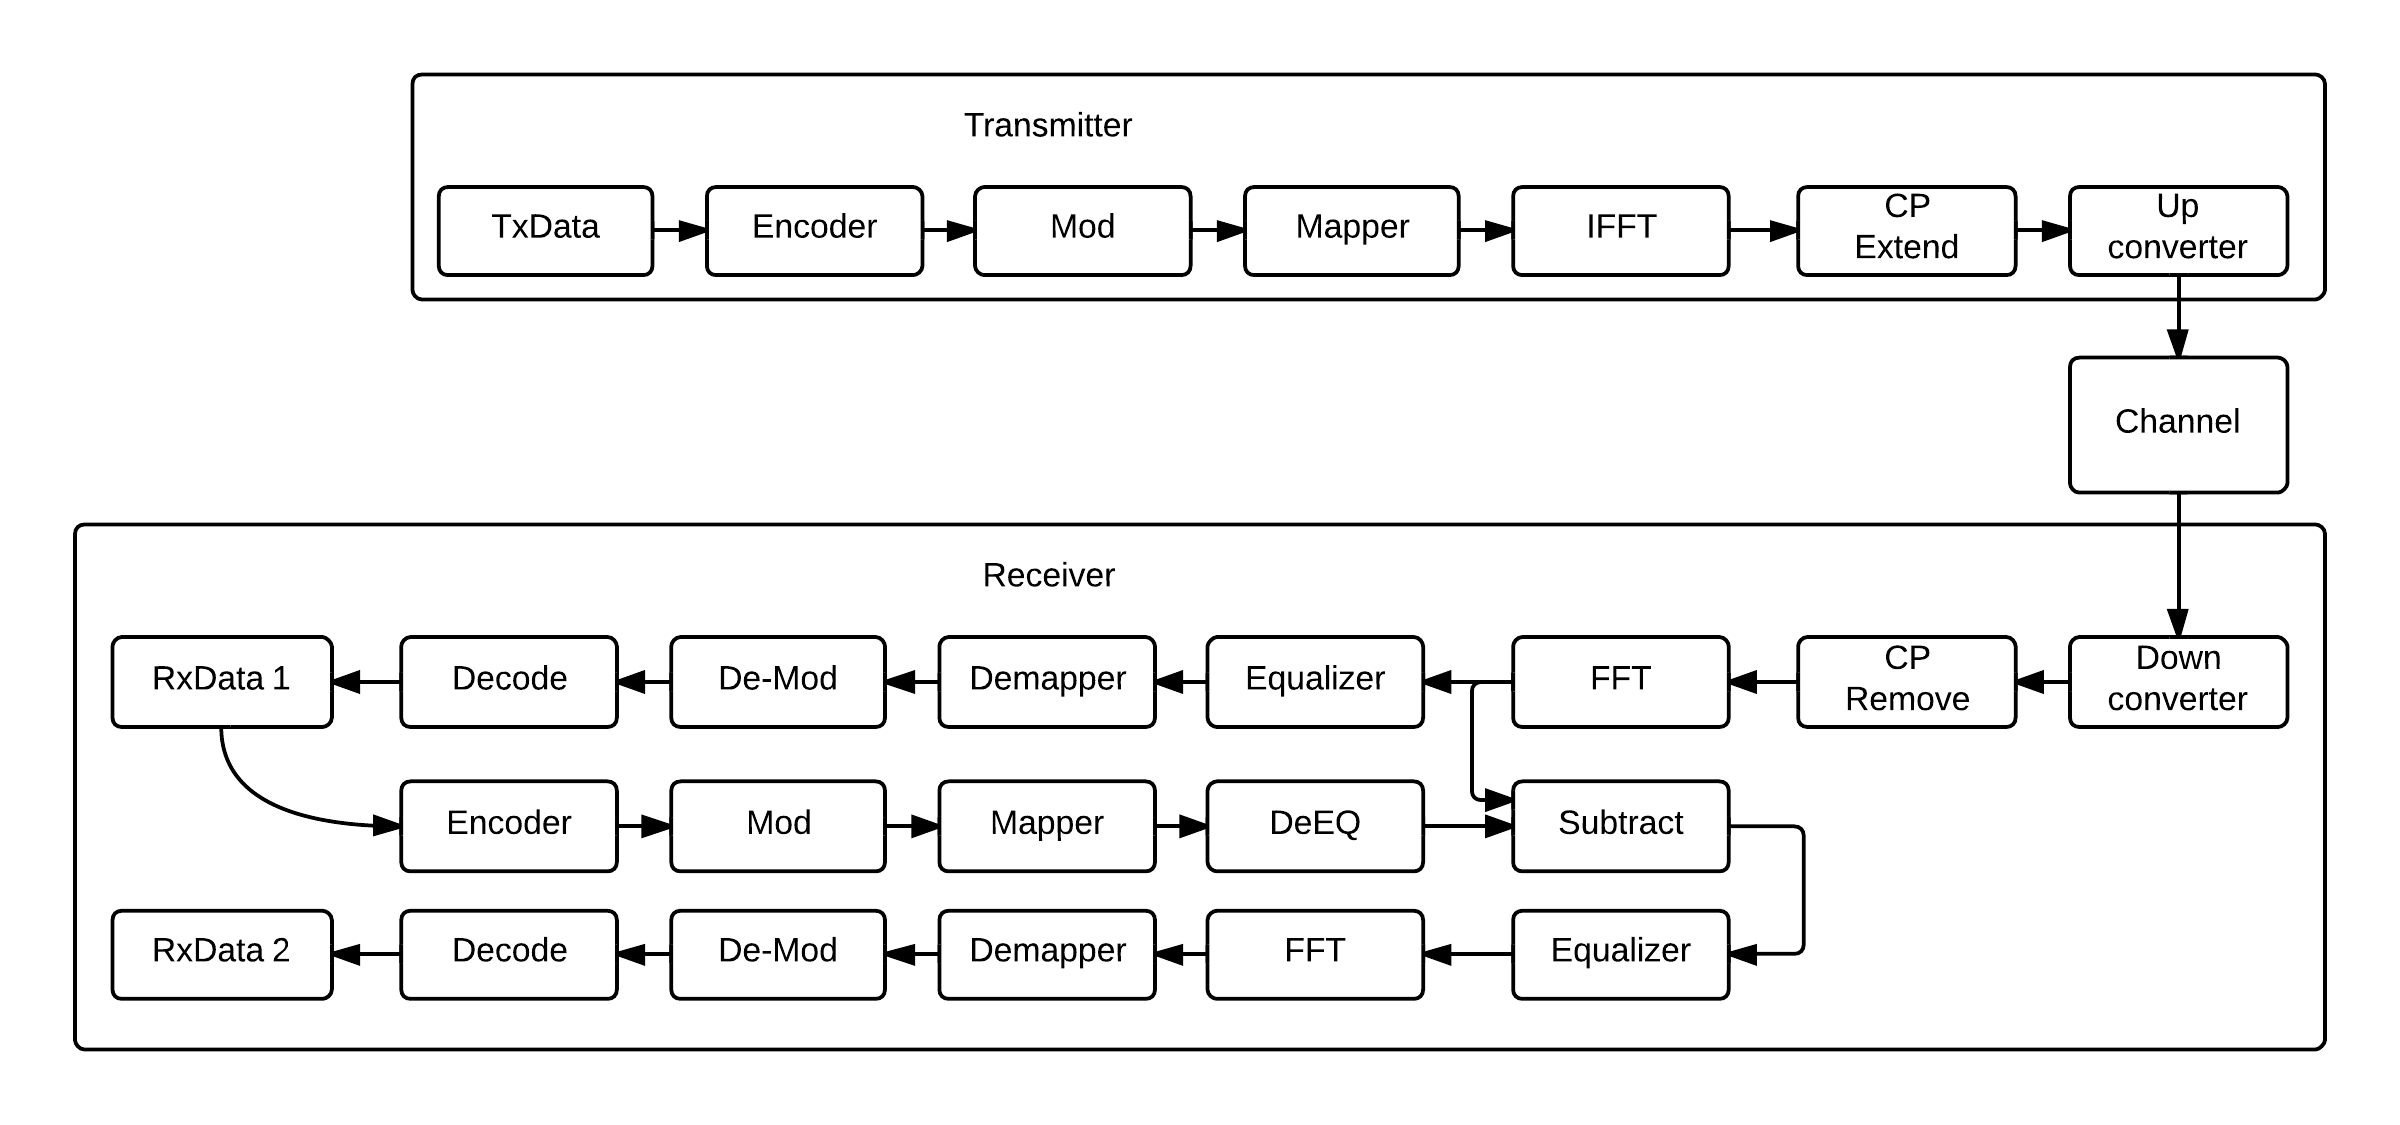 Transmitter
TxData
Encoder
Mod
Mapper
IFFT
CP
Extend
Up
converter
Channel
Receiver
RxData 1
Decode
De-Mod
Demapper
Equalizer
FFT
CP
Remove
Down
converter
Encoder
Mod
Mapper
DeEQ
Subtract
RxData 2
Decode
De-Mod
Demapper
FFT
Equalizer